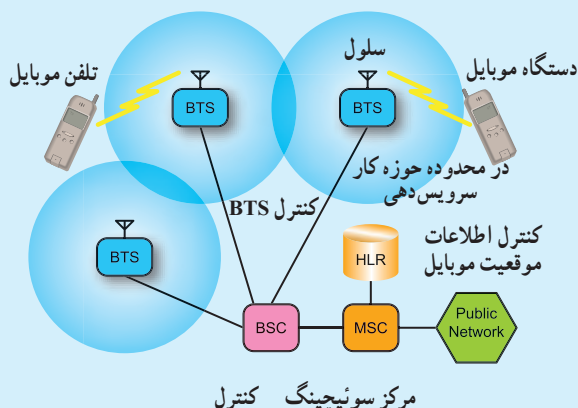 سلول
تلفن موبایل
دستگاه موبایل
BTS
BTS
در محدوده حوزه کار
سرویس‌دهی
کنترل BTS
کنترل اطلاعات
موقعیت موبایل
BTS
HLR
Public
Network
BSC
MSC
مرکز سوئیچینگ
کنترل